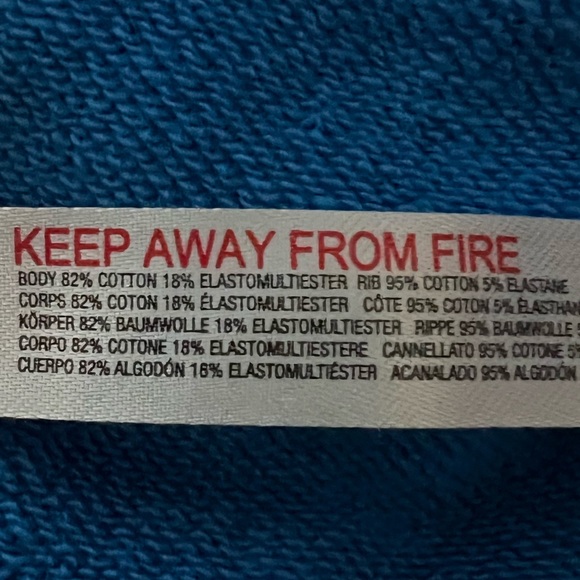 KEEP AWAY FROM FIRE
BODY 82% COTTON 18% ELASTOMULTIESTER RIB 95% COTTON 5% ELASTANE
CORPS 82% COTON 18% ÉLASTOMULTIESTER CÔTE 95% COTON 5% ÉLASTHAN
KÖRPER 82% BAUMWOLLE 18% ELASTOMULTIESTER RIPPE 95% BAUMWOLLE
CORPO 82% COTONE 18% ELASTOMULTIESTERE CANNELLATO 95% COTONE 5%
CUERPO 82% ALGODÓN 18% ELASTOMULTIÉSTER ACANALADO 95% ALGODÓN